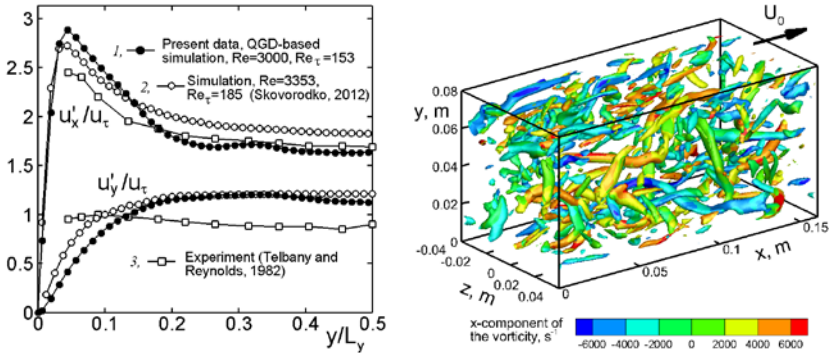 3
2.5
2
1.5
1
0.5
0
0 0.1 0.2 0.3 0.4 0.5
y/L_y
1, Present data, QGD-based
simulation, Re=3000, Re_τ=153
2, Simulation, Re=3353,
Re_τ=185 (Skovorodko, 2012)
u'_x/u_τ
u'_y/u_τ
3, Experiment (Telbany and
Reynolds, 1982)
U_0
y, m
0.08
0.06
0.04
0.02
0
-0.04
-0.02
0
0.02
0.04
z, m
0
0.05
0.1
0.15
x, m
x-component of
the vorticity, s⁻¹
-6000 -4000 -2000 0 2000 4000 6000